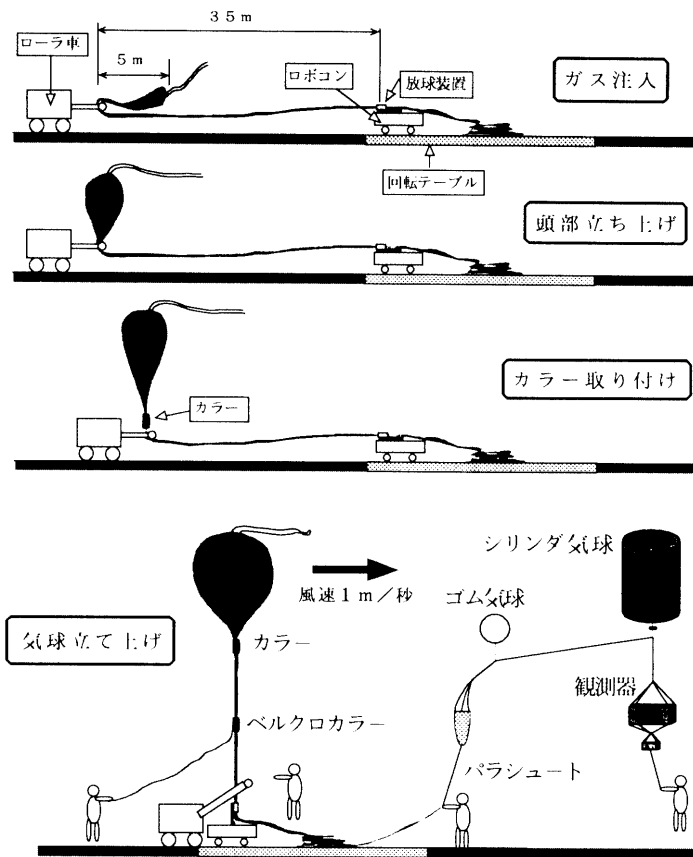 35m
ローラ車
5m
ロボコン
放球装置
ガス注入
回転テーブル
頭部立ち上げ
カラー
カラー取り付け
シリンダ気球
風速1m/秒
ゴム気球
気球立て上げ
カラー
観測器
ベルクロカラー
パラシュート